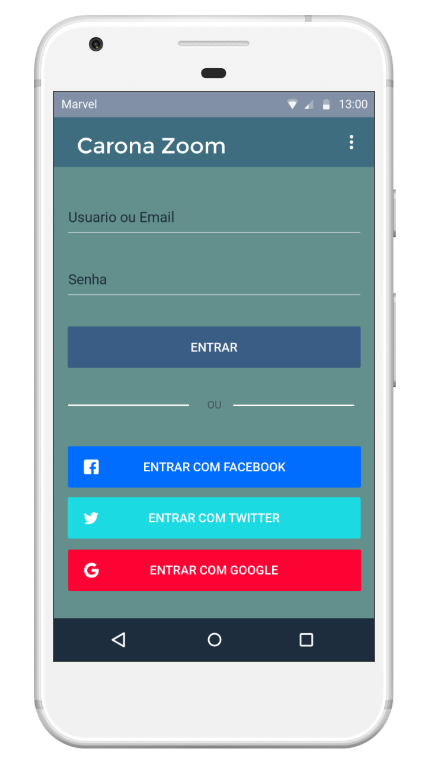 Marvel 13:00
Carona Zoom
Usuario ou Email
Senha
ENTRAR
OU
ENTRAR COM FACEBOOK
ENTRAR COM TWITTER
ENTRAR COM GOOGLE